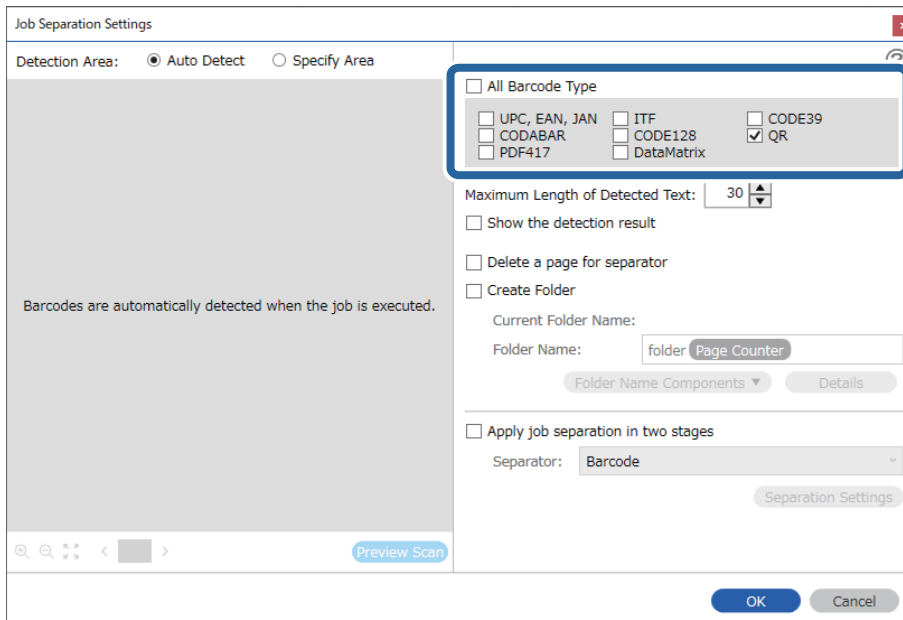 Job Separation Settings
Detection Area: Auto Detect Specify Area
All Barcode Type
UPC, EAN, JAN ITF CODE39
CODABAR CODE128 QR
PDF417 DataMatrix
Maximum Length of Detected Text: 30
Show the detection result
Delete a page for separator
Create Folder
Current Folder Name:
Folder Name: folder Page Counter
Folder Name Components Details
Apply job separation in two stages
Separator: Barcode
Separation Settings
Barcodes are automatically detected when the job is executed.
Preview Scan
OK Cancel